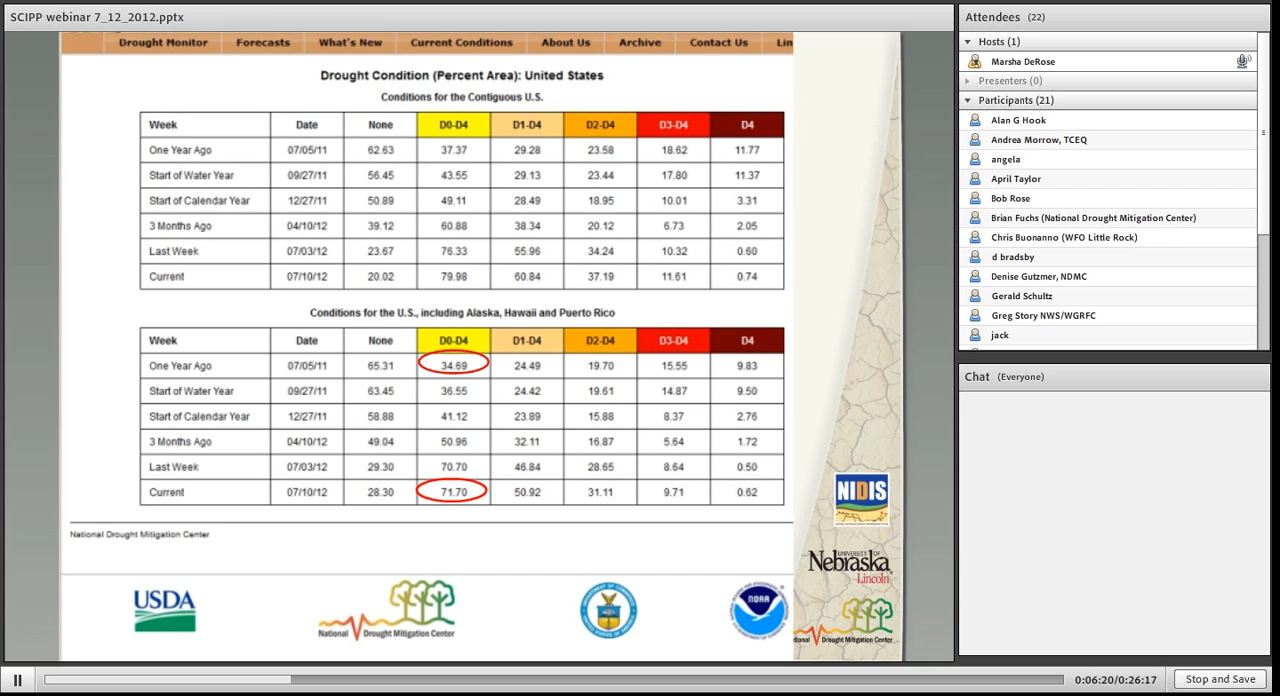 SCIPP webinar 7_12_2012.pptx
Drought Monitor Forecasts What's New Current Conditions About Us Archive Contact Us Lin
Drought Condition (Percent Area): United States
Conditions for the Contiguous U.S.
Week Date None D0-D4 D1-D4 D2-D4 D3-D4 D4
One Year Ago 07/05/11 62.63 37.37 29.28 23.58 18.62 11.77
Start of Water Year 09/27/11 56.45 43.55 29.13 23.44 17.80 11.37
Start of Calendar Year 12/27/11 50.89 49.11 28.49 18.95 10.01 3.31
3 Months Ago 04/10/12 39.12 60.88 38.34 20.12 6.73 2.05
Last Week 07/03/12 23.67 76.33 55.96 34.24 10.32 0.60
Current 07/10/12 20.02 79.98 60.84 37.19 11.61 0.74
Conditions for the U.S., including Alaska, Hawaii and Puerto Rico
Week Date None D0-D4 D1-D4 D2-D4 D3-D4 D4
One Year Ago 07/05/11 65.31 34.69 24.49 19.70 15.55 9.83
Start of Water Year 09/27/11 63.45 36.55 24.42 19.61 14.87 9.50
Start of Calendar Year 12/27/11 58.88 41.12 23.89 15.88 8.37 2.76
3 Months Ago 04/10/12 49.04 50.96 32.11 16.87 5.64 1.72
Last Week 07/03/12 29.30 70.70 46.84 28.65 8.64 0.50
Current 07/10/12 28.30 71.70 50.92 31.11 9.71 0.62
National Drought Mitigation Center
NIDIS
UNIVERSITY OF
Nebraska
Lincoln
USDA
National Drought Mitigation Center
NOAA
tional Drought Mitigation Center
Attendees (22)
Hosts (1)
Marsha DeRose
Presenters (0)
Participants (21)
Alan G Hook
Andrea Morrow, TCEQ
angela
April Taylor
Bob Rose
Brian Fuchs (National Drought Mitigation Center)
Chris Buonanno (WFO Little Rock)
d bradsby
Denise Gutzmer, NDMC
Gerald Schultz
Greg Story NWS/WGRFC
jack
Chat (Everyone)
0:06:20/0:26:17
Stop and Save